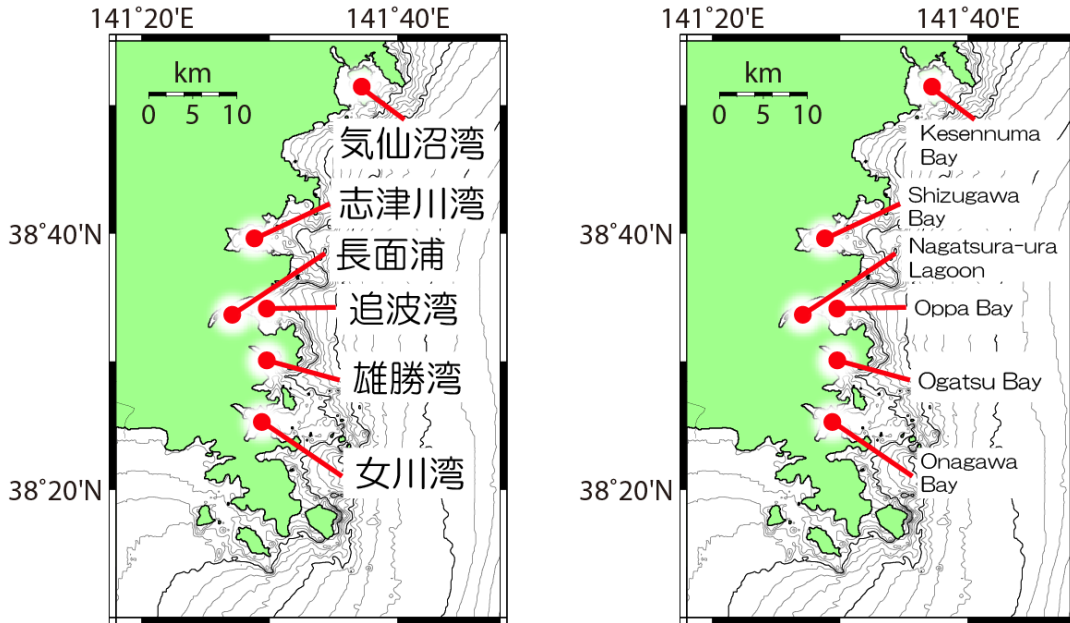 141°20'E 141°40'E
km
0 5 10
気仙沼湾
志津川湾
38°40'N
長面浦
追波湾
雄勝湾
女川湾
38°20'N
141°20'E 141°40'E
km
0 5 10
Kesennuma
Bay
Shizugawa
Bay
38°40'N
Nagatsura-ura
Lagoon
Oppa Bay
Ogatsu Bay
Onagawa
Bay
38°20'N